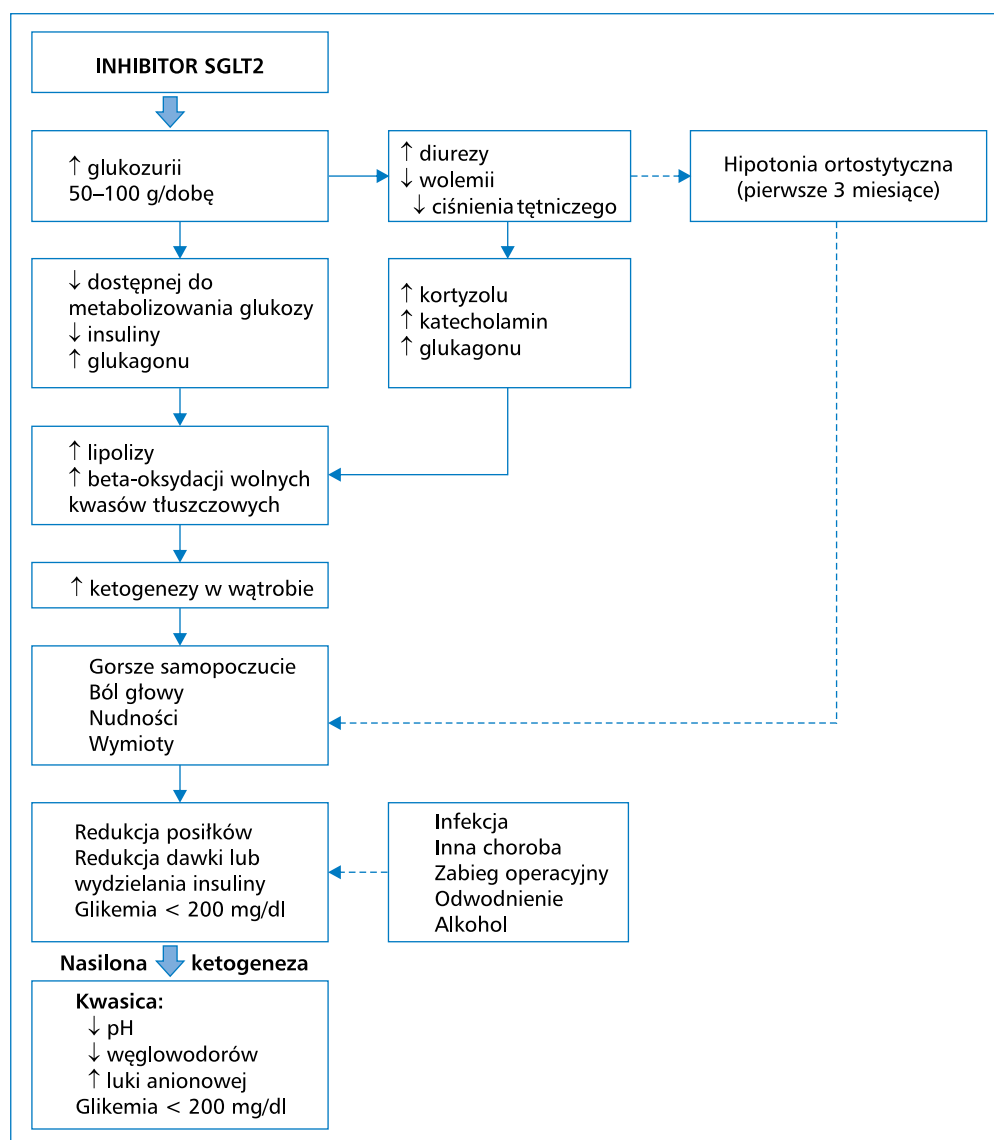 INHIBITOR SGLT2
↑ glukozurii
50–100 g/dobę
↑ diurezy
↓ wolemii
↓ ciśnienia tętniczego
Hipotonia ortostytyczna
(pierwsze 3 miesiące)
↓ dostępnej do
metabolizowania glukozy
↓ insuliny
↑ glukagonu
↑ kortyzolu
↑ katecholamin
↑ glukagonu
↑ lipolizy
↑ beta-oksydacji wolnych
kwasów tłuszczowych
↑ ketogenezy w wątrobie
Gorsze samopoczucie
Ból głowy
Nudności
Wymioty
Redukcja posiłków
Redukcja dawki lub
wydzielania insuliny
Glikemia < 200 mg/dl
Infekcja
Inna choroba
Zabieg operacyjny
Odwodnienie
Alkohol
Nasilona ketogeneza
Kwasica:
↓ pH
↓ węglowodorów
↑ luki anionowej
Glikemia < 200 mg/dl